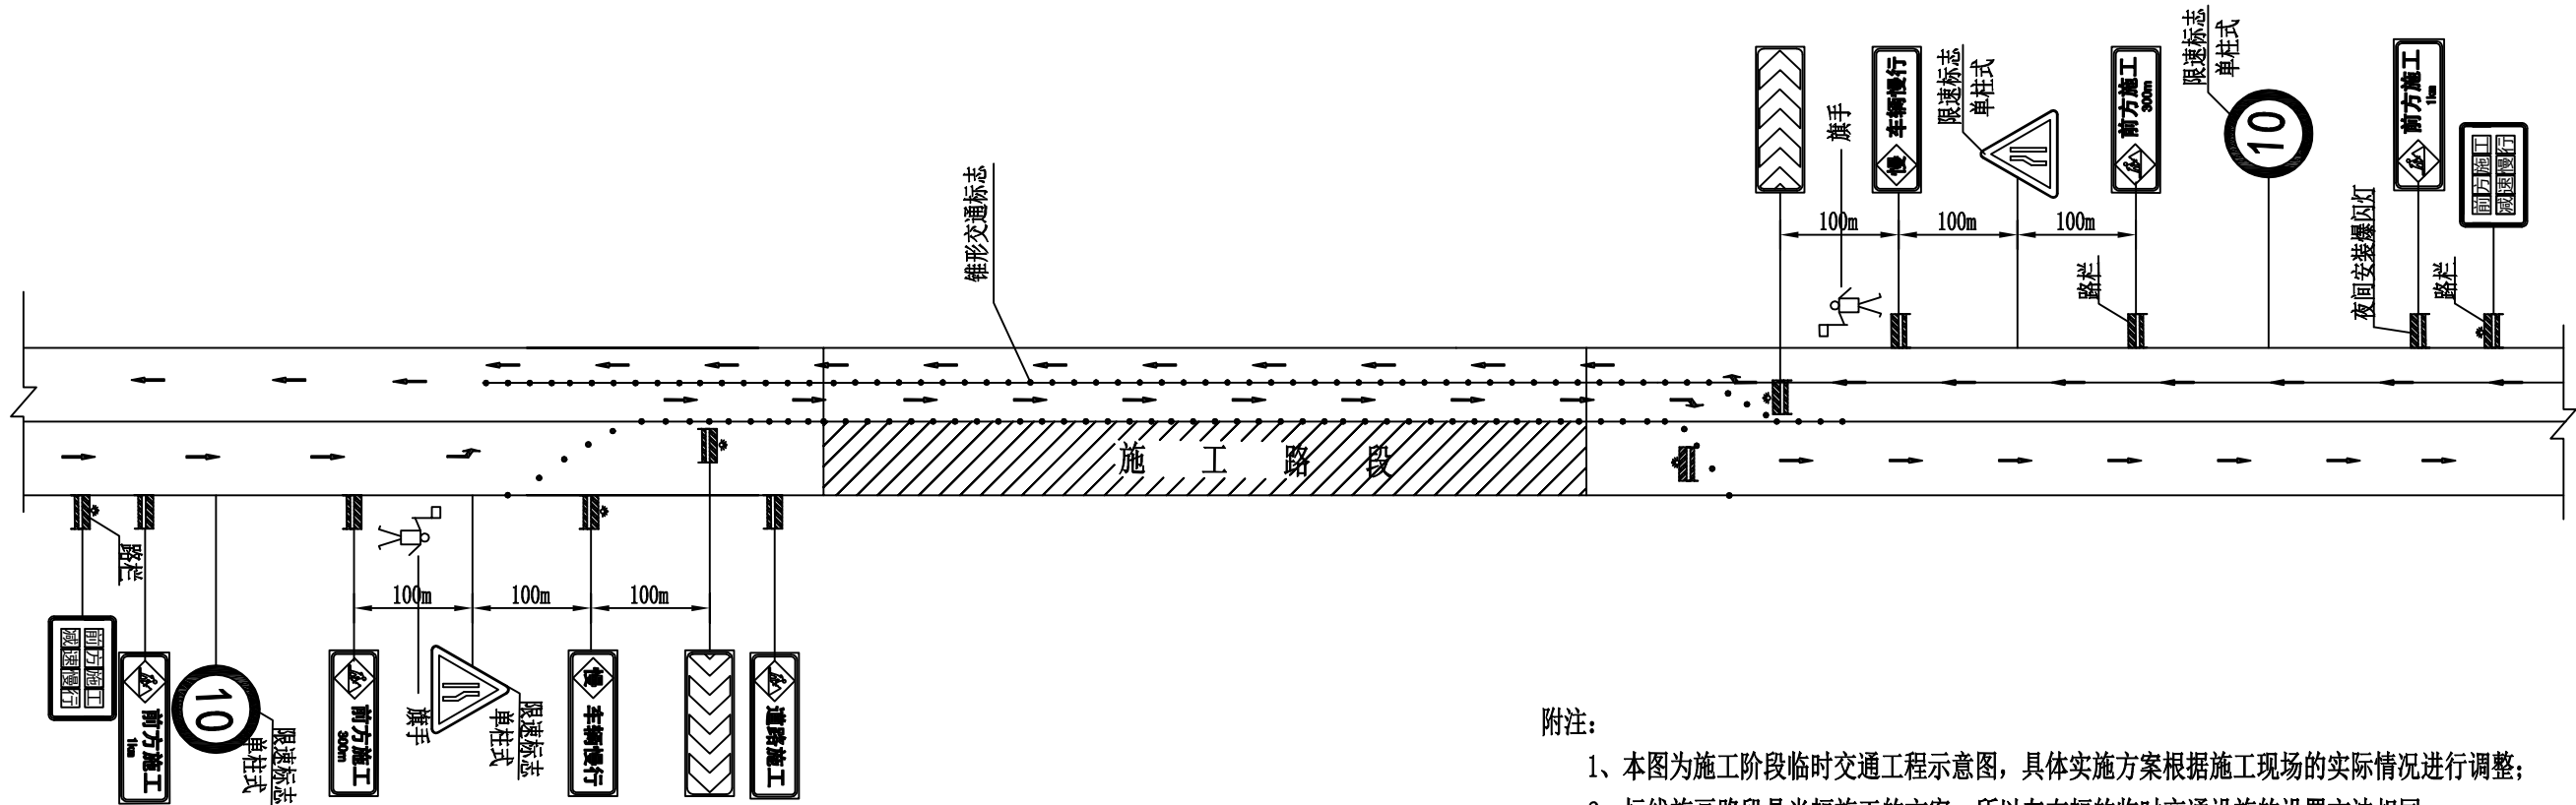 锥形交通标志
旗手
慢 车辆慢行
限速标志
单柱式
前方施工
300m
限速标志
单柱式
10
前方施工
1km
前方施工
减速慢行
夜间安装爆闪灯
路栏
路栏
100m
100m
100m
施工路段
路栏
前方施工
减速慢行
前方施工
1km
10
限速标志
单柱式
前方施工
300m
旗手
100m
100m
100m
限速标志
单柱式
慢 车辆慢行
道路施工
附注：
1、本图为施工阶段临时交通工程示意图，具体实施方案根据施工现场的实际情况进行调整；